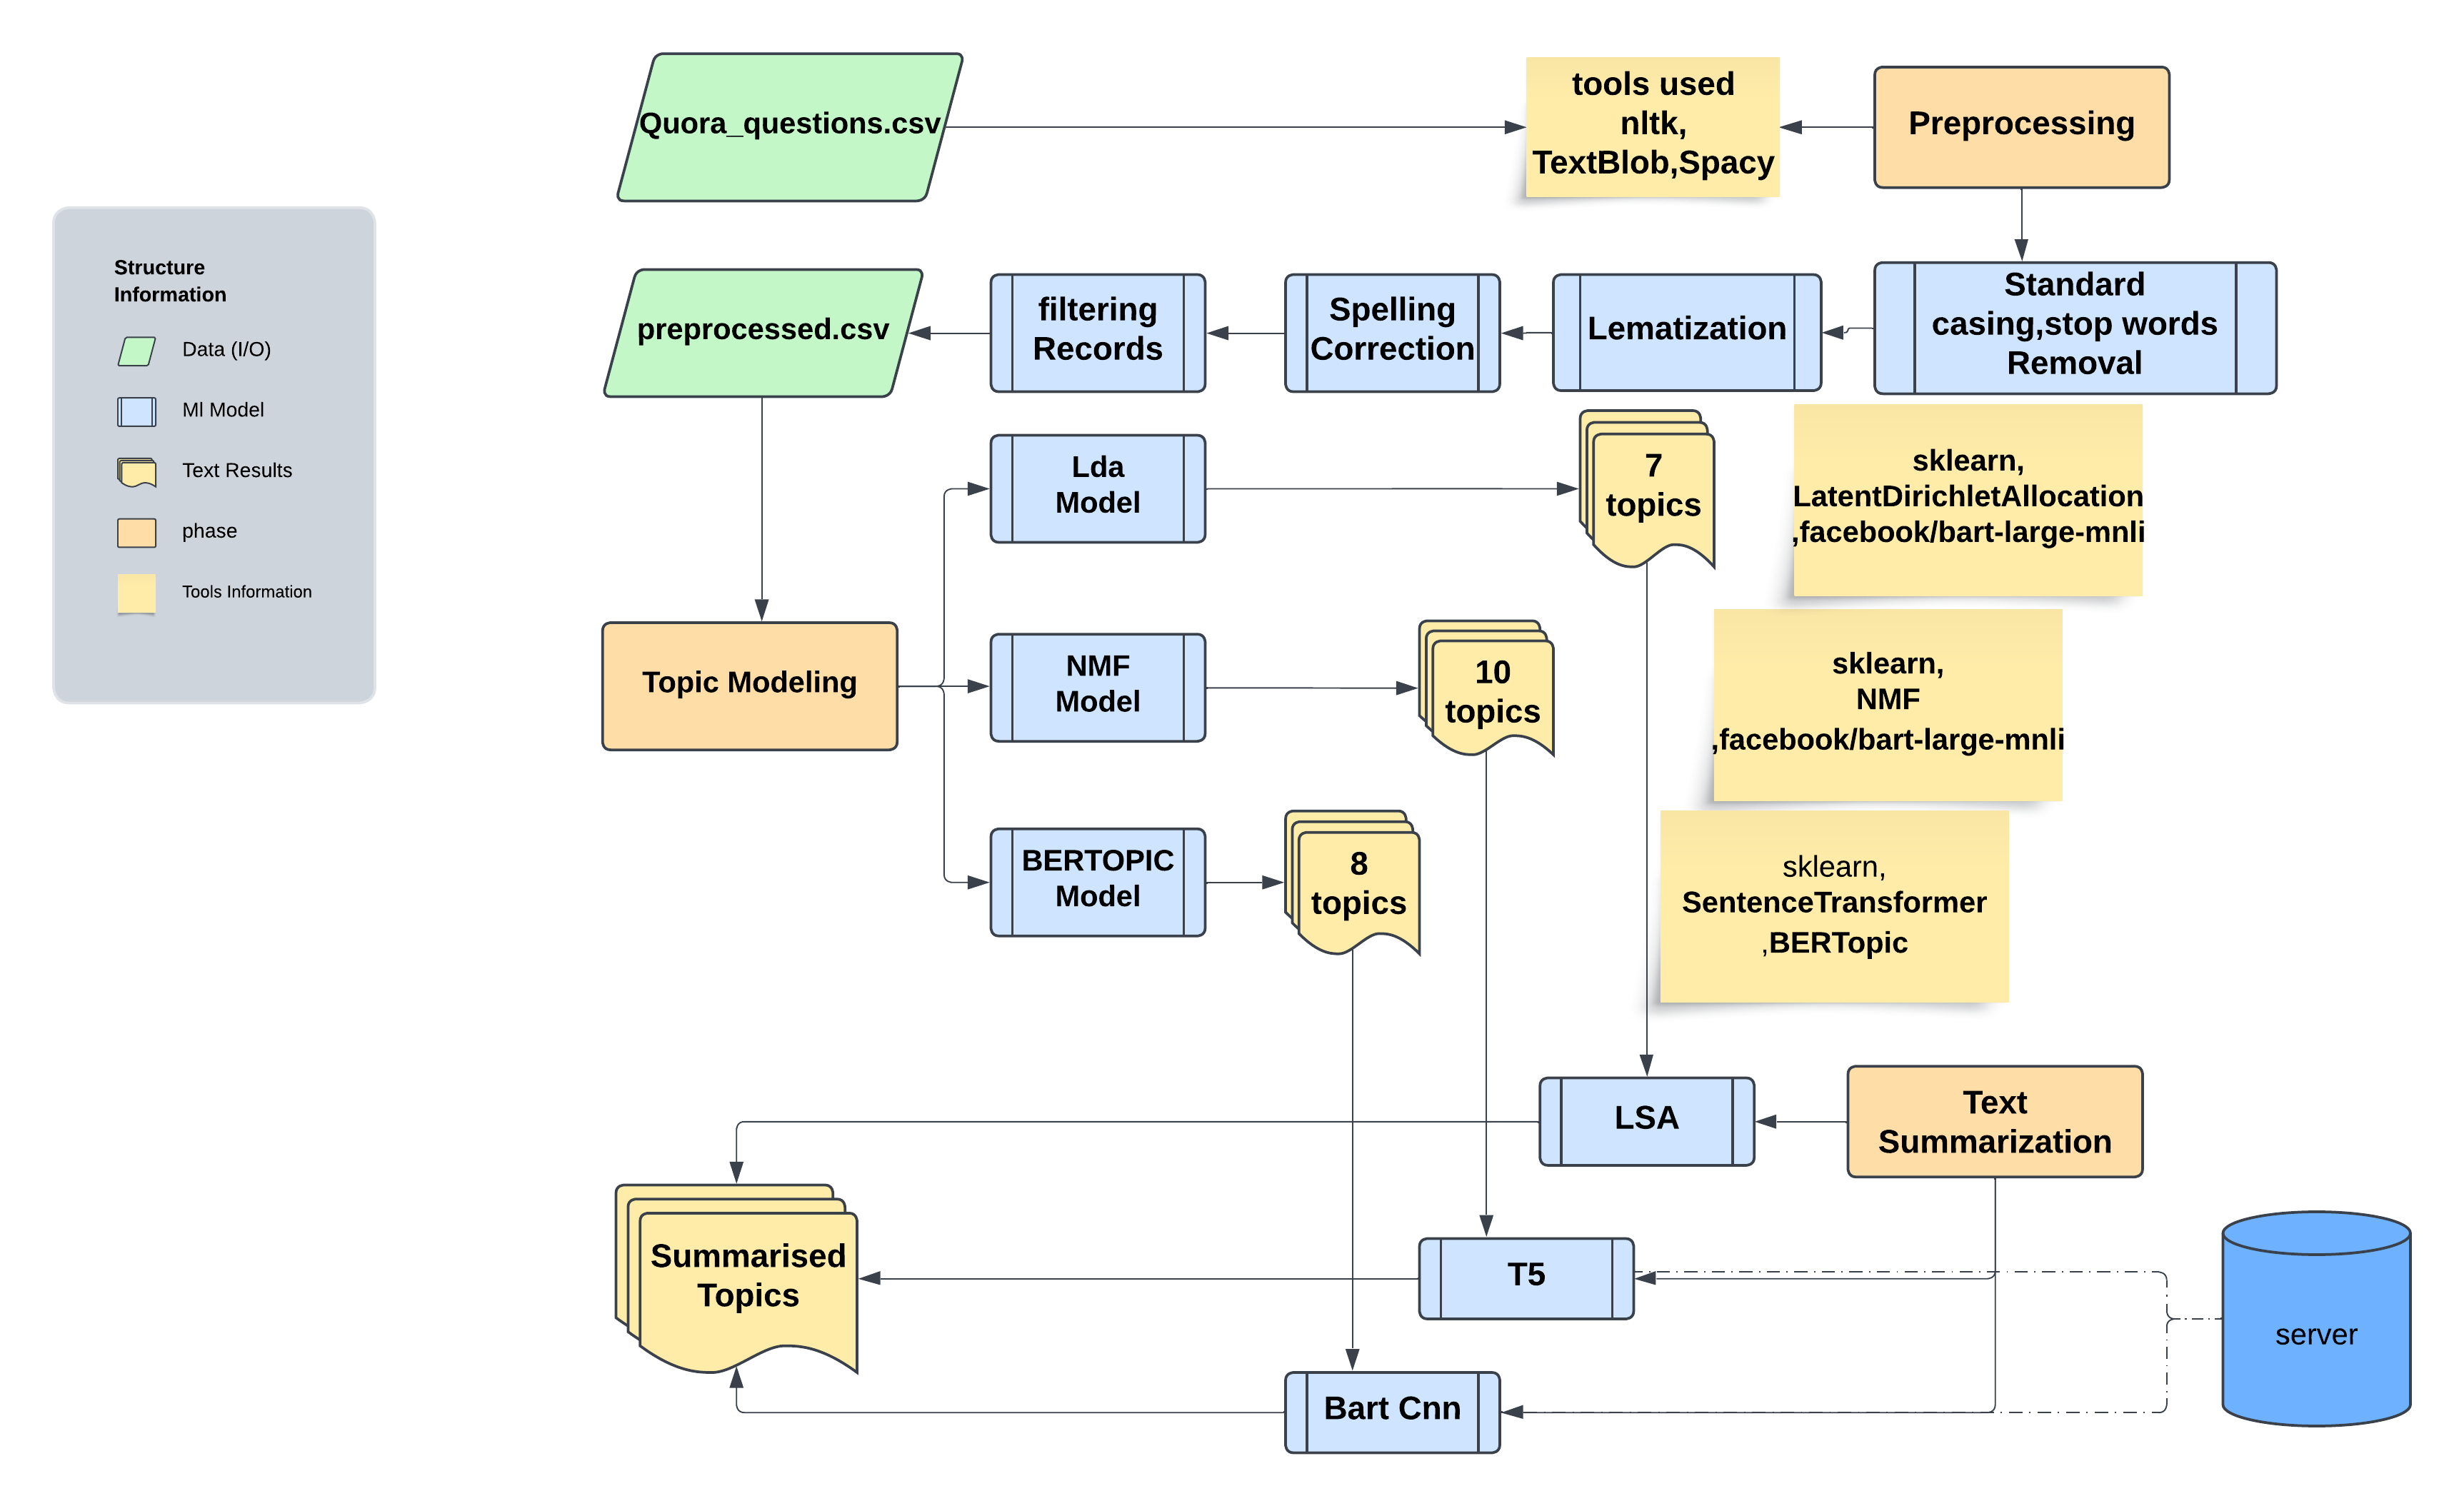 Quora_questions.csv
tools used
nltk,
TextBlob,Spacy
Preprocessing
Structure
Information
Data (I/O)
Ml Model
Text Results
phase
Tools Information
preprocessed.csv
filtering
Records
Spelling
Correction
Lematization
Standard
casing,stop words
Removal
Lda
Model
7
topics
sklearn,
LatentDirichletAllocation
,facebook/bart-large-mnli
Topic Modeling
NMF
Model
10
topics
sklearn,
NMF
,facebook/bart-large-mnli
BERTOPIC
Model
8
topics
sklearn,
SentenceTransformer
,BERTopic
LSA
Text
Summarization
Summarised
Topics
T5
server
Bart Cnn